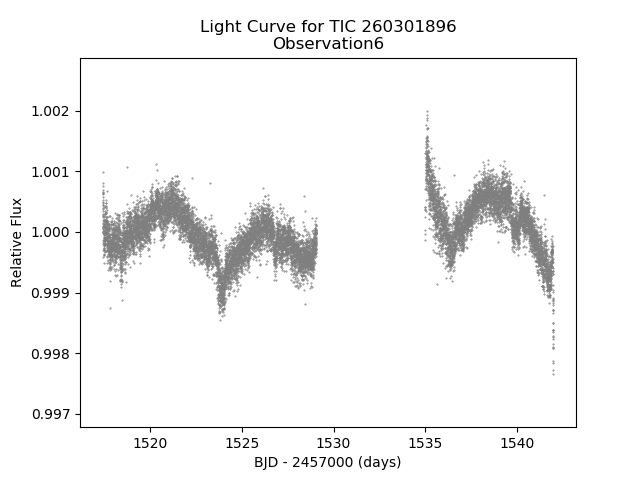 Light Curve for TIC 260301896
Observation6
1.002
1.001
1.000
0.999
0.998
0.997
Relative Flux
1520
1525
1530
1535
1540
BJD - 2457000 (days)